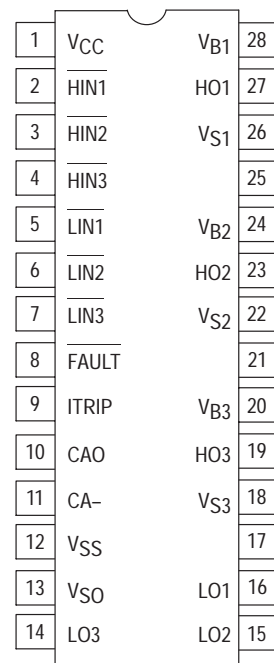 1 VCC VB1 28
2 HIN1 HO1 27
3 HIN2 VS1 26
4 HIN3 25
5 LIN1 VB2 24
6 LIN2 HO2 23
7 LIN3 VS2 22
8 FAULT 21
9 ITRIP VB3 20
10 CAO HO3 19
11 CA– VS3 18
12 VSS 17
13 VSO LO1 16
14 LO3 LO2 15